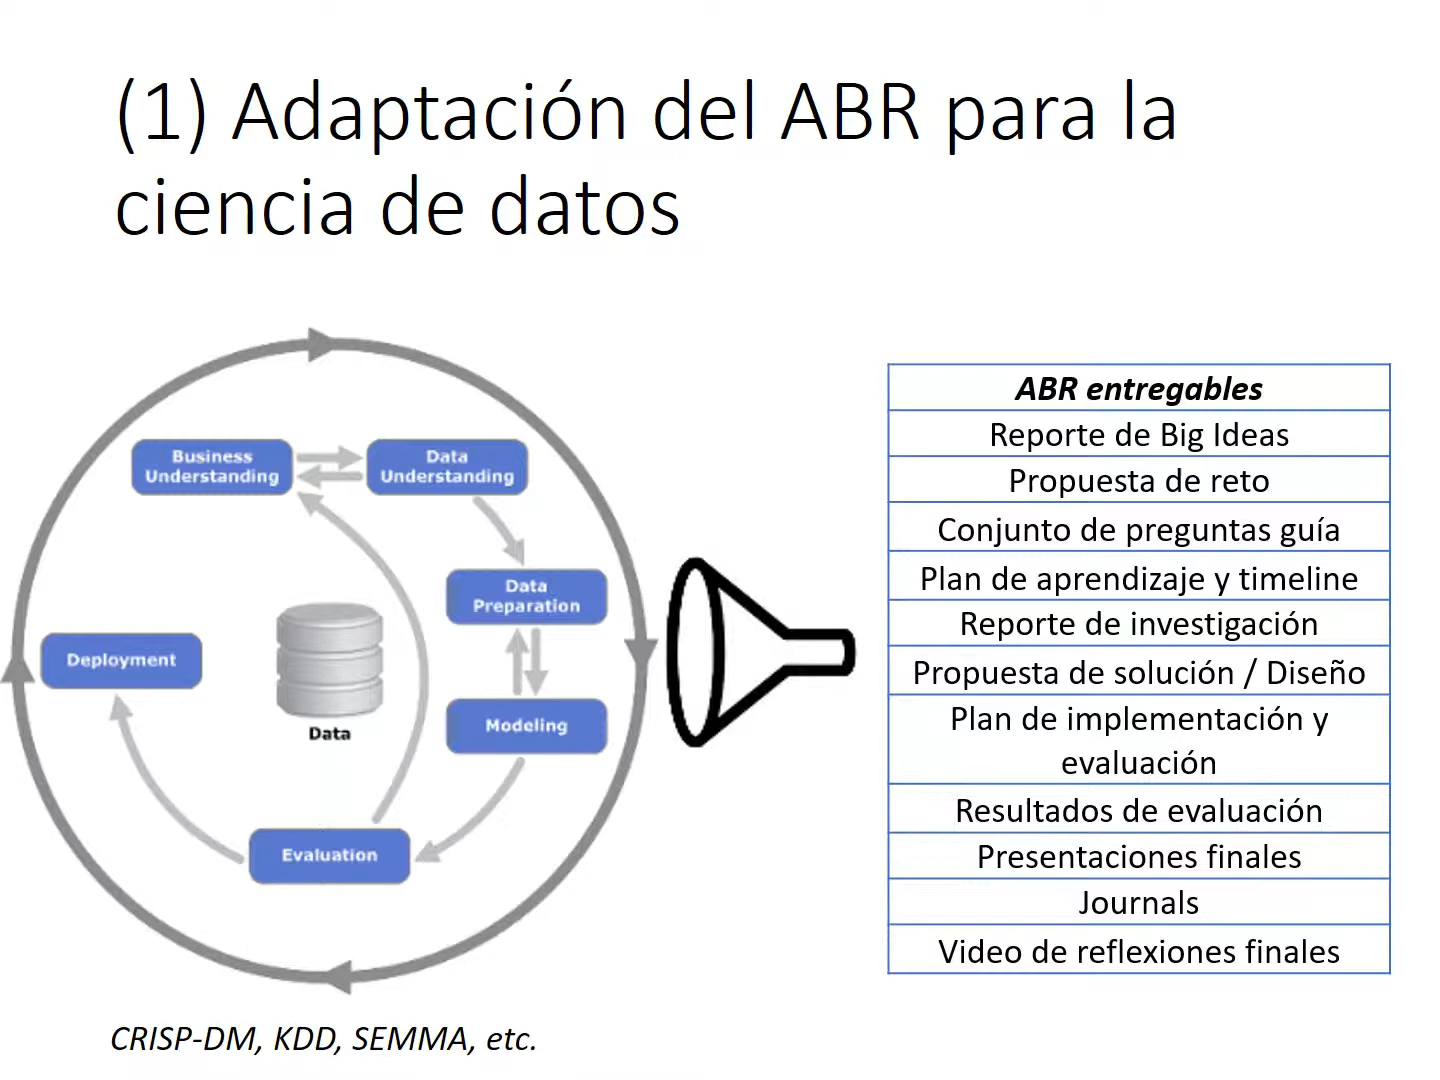 (1) Adaptación del ABR para la
ciencia de datos
Business
Understanding
Data
Understanding
Data
Preparation
Modeling
Evaluation
Deployment
Data
CRISP-DM, KDD, SEMMA, etc.
ABR entregables
Reporte de Big Ideas
Propuesta de reto
Conjunto de preguntas guía
Plan de aprendizaje y timeline
Reporte de investigación
Propuesta de solución / Diseño
Plan de implementación y
evaluación
Resultados de evaluación
Presentaciones finales
Journals
Video de reflexiones finales